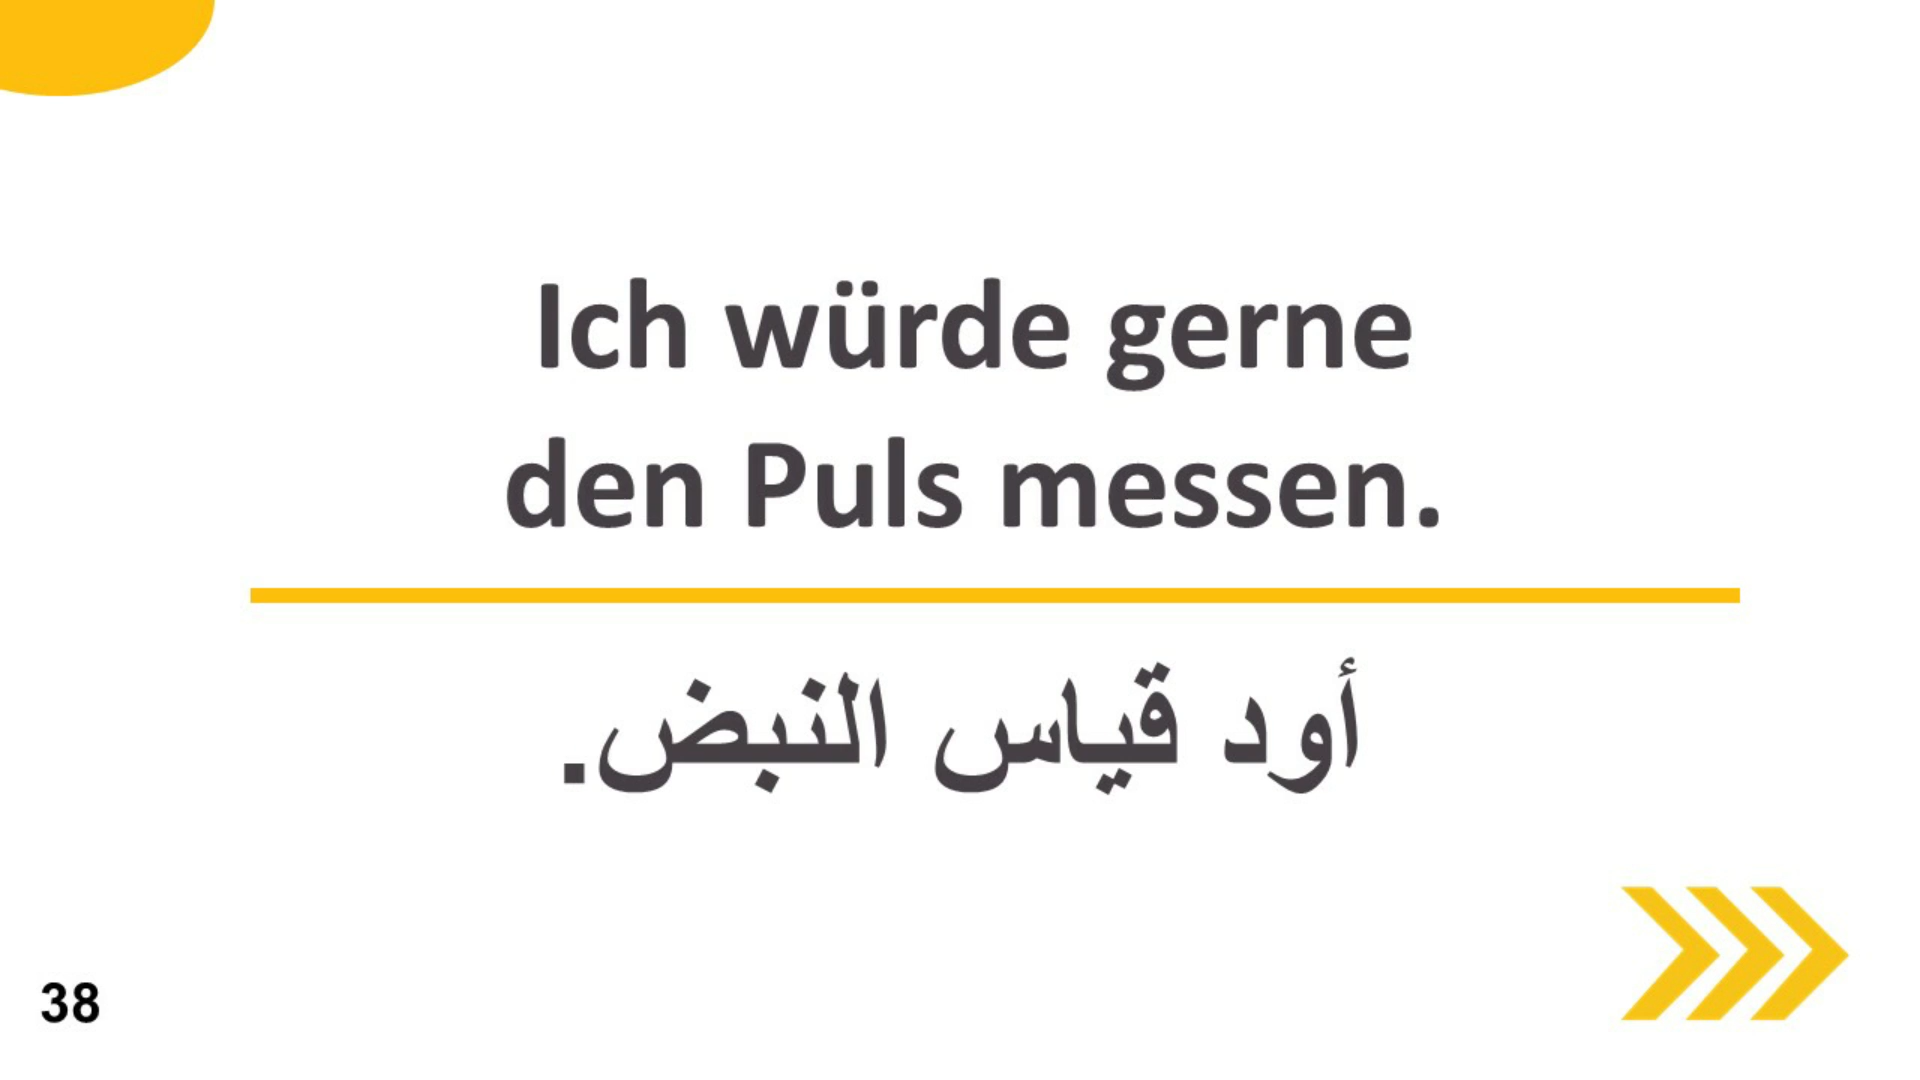 Ich würde gerne
den Puls messen.
أود قياس النبض.
38